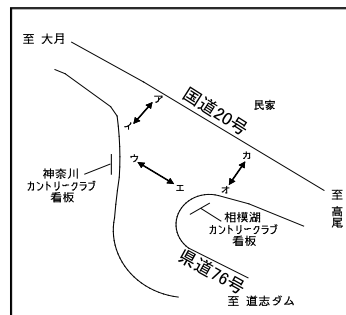 至 大月
ア
イ
国道20号
民家
ウ
エ
カ
オ
神奈川
カントリークラブ
看板
至 高尾
相模湖
カントリークラブ
看板
県道76号
至 道志ダム